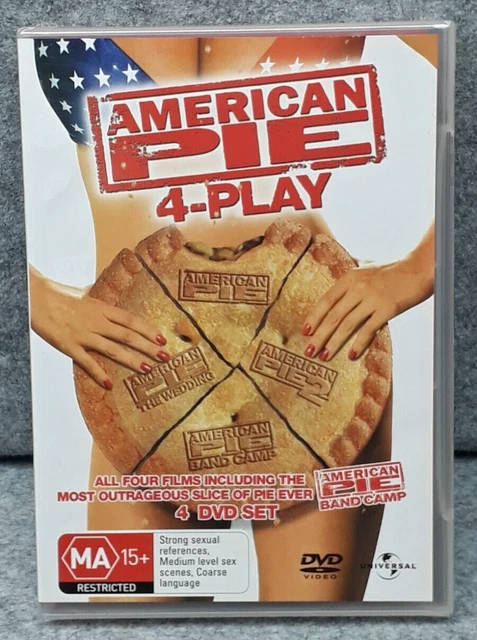 AMERICAN
PIE
4-PLAY
AMERICAN
PIE
AMERICAN
PIE
THE WEDDING
AMERICAN
PIE 2
AMERICAN
PIE
BAND CAMP
ALL FOUR FILMS INCLUDING THE
MOST OUTRAGEOUS SLICE OF PIE EVER
AMERICAN
PIE
BAND CAMP
4 DVD SET
MA 15+
RESTRICTED
Strong sexual
references,
Medium level sex
scenes, Coarse
language
DVD
VIDEO
UNIVERSAL